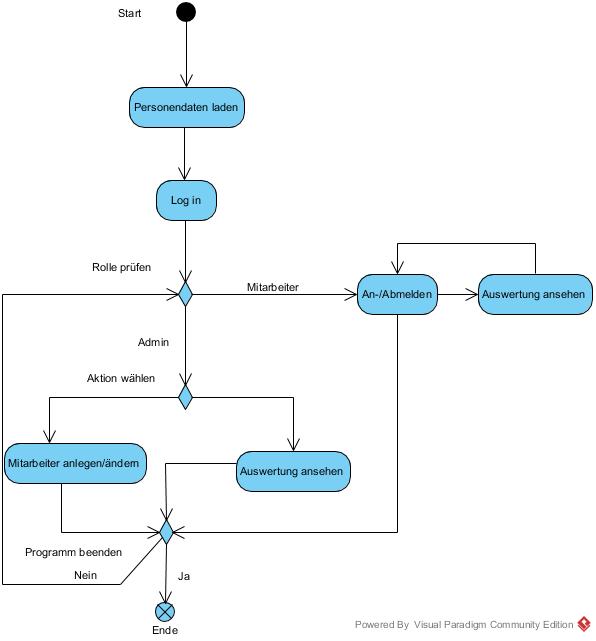 Start
Personendaten laden
Log in
Rolle prüfen
Mitarbeiter
An-/Abmelden
Auswertung ansehen
Admin
Aktion wählen
Mitarbeiter anlegen/ändern
Auswertung ansehen
Programm beenden
Nein
Ja
Ende
Powered By Visual Paradigm Community Edition